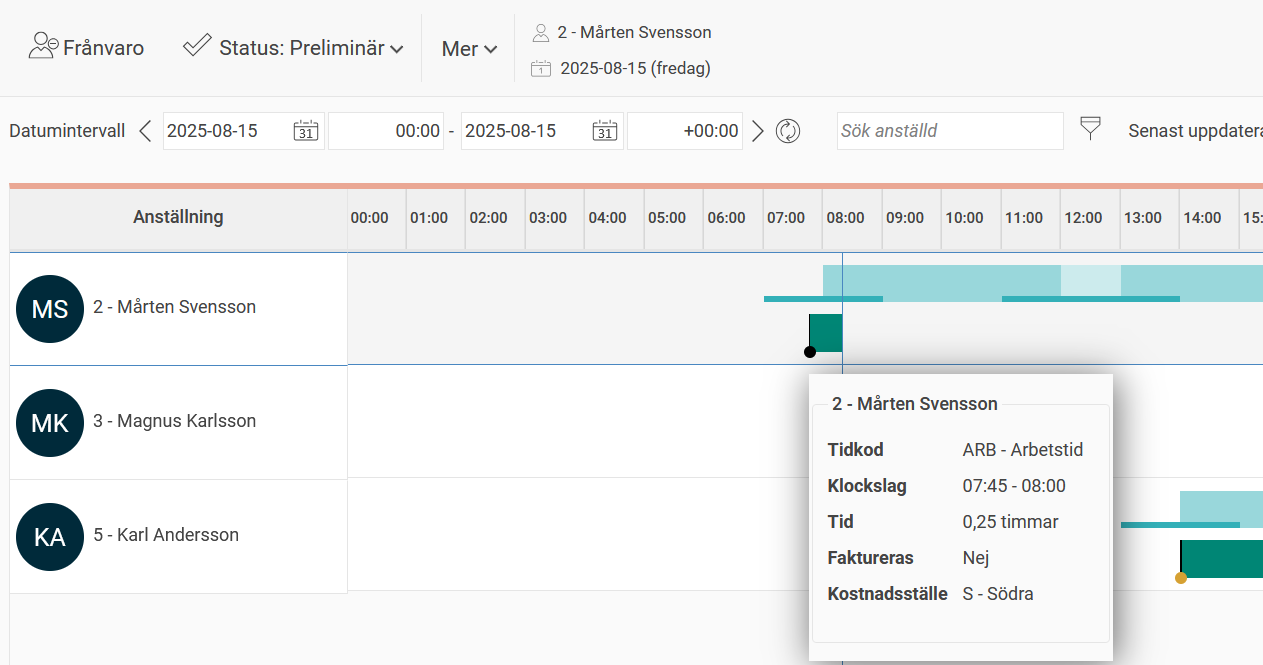 Frånvaro
Status: Preliminär
Mer
2 - Mårten Svensson
1
2025-08-15 (fredag)
Datumintervall
2025-08-15
31
00:00
-
2025-08-15
31
+00:00
Sök anställd
Senast uppdatera
Anställning
00:00 01:00 02:00 03:00 04:00 05:00 06:00 07:00 08:00 09:00 10:00 11:00 12:00 13:00 14:00 15:
MS 2 - Mårten Svensson
MK 3 - Magnus Karlsson
KA 5 - Karl Andersson
2 - Mårten Svensson
Tidkod ARB - Arbetstid
Klockslag 07:45 - 08:00
Tid 0,25 timmar
Faktureras Nej
Kostnadsställe S - Södra